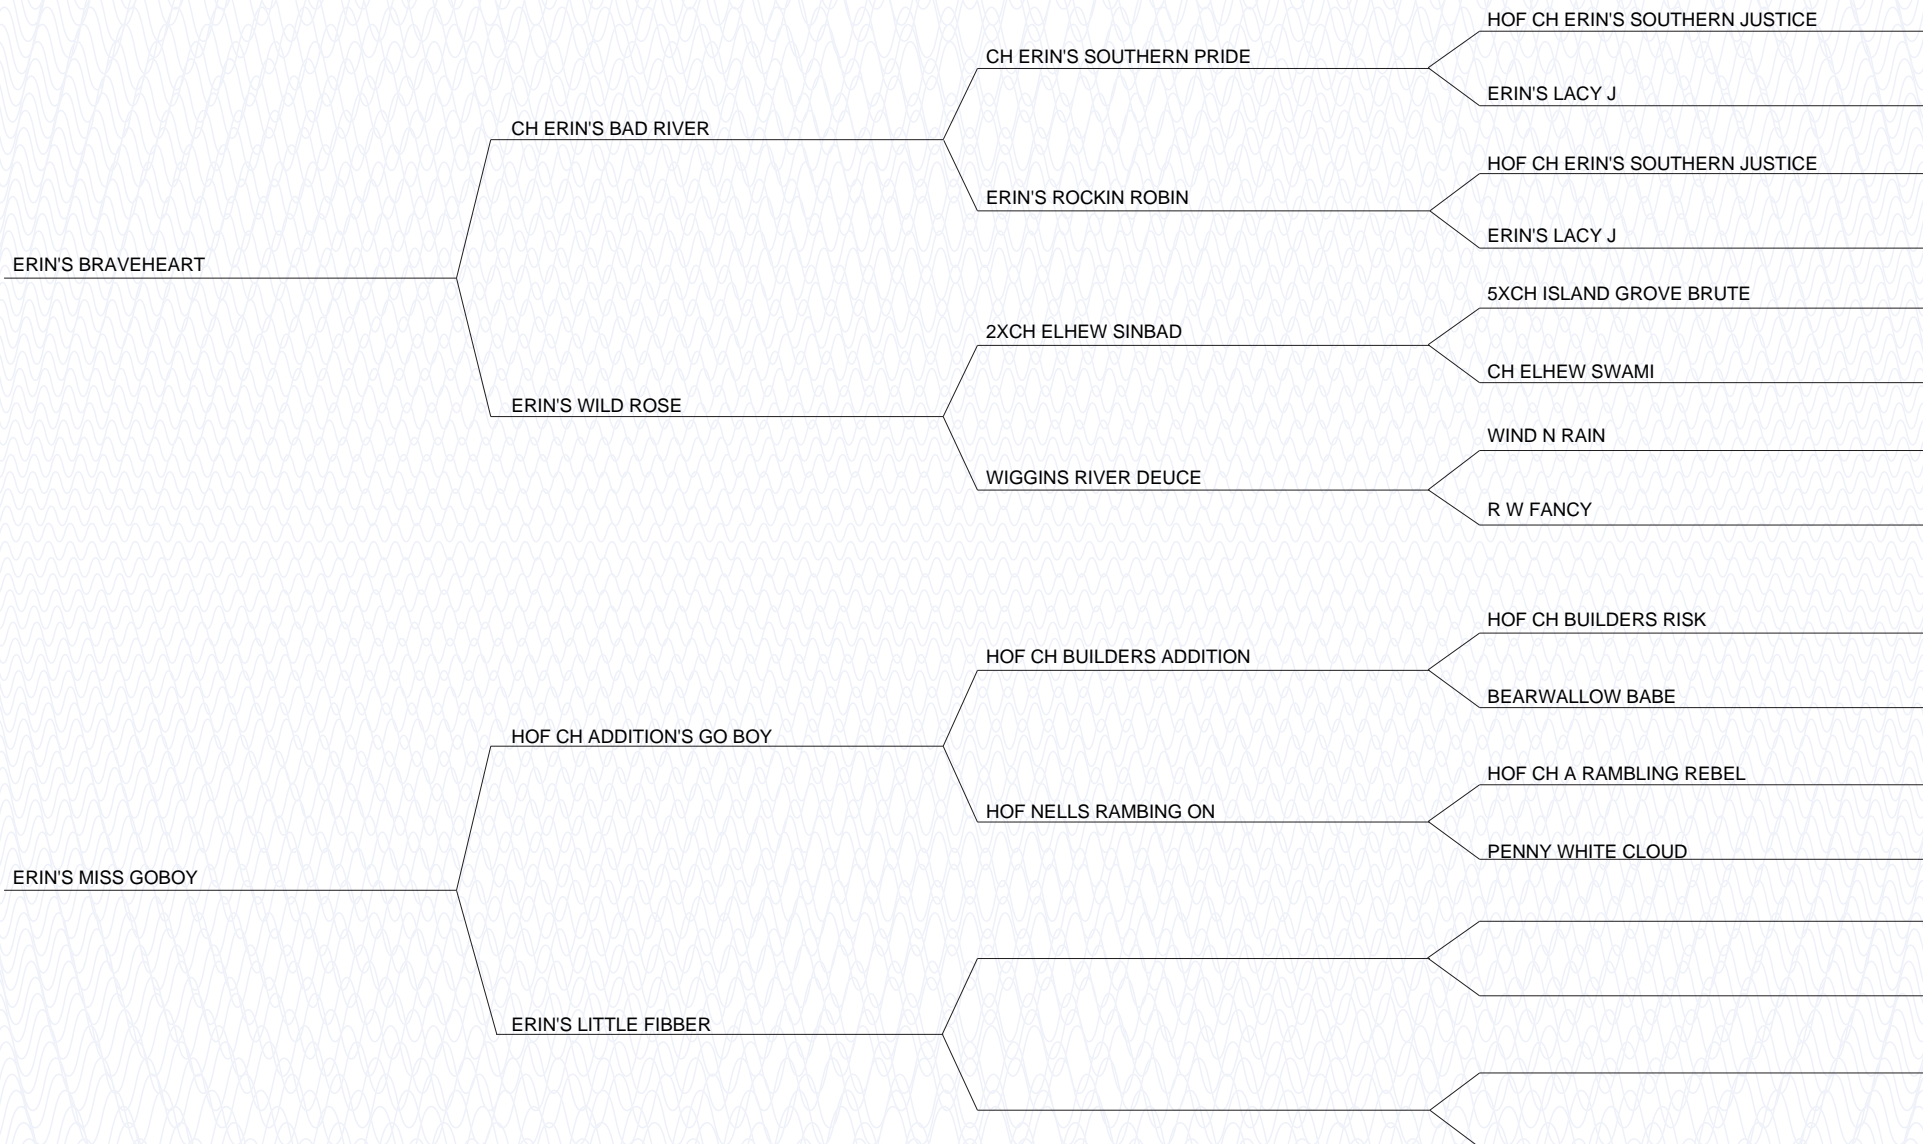 HOF CH ERIN'S SOUTHERN JUSTICE
CH ERIN'S SOUTHERN PRIDE
ERIN'S LACY J
CH ERIN'S BAD RIVER
HOF CH ERIN'S SOUTHERN JUSTICE
ERIN'S ROCKIN ROBIN
ERIN'S LACY J
ERIN'S BRAVEHEART
5XCH ISLAND GROVE BRUTE
2XCH ELHEW SINBAD
CH ELHEW SWAMI
ERIN'S WILD ROSE
WIND N RAIN
WIGGINS RIVER DEUCE
R W FANCY
HOF CH BUILDERS RISK
HOF CH BUILDERS ADDITION
BEARWALLOW BABE
HOF CH ADDITION'S GO BOY
HOF CH A RAMBLING REBEL
HOF NELLS RAMBING ON
PENNY WHITE CLOUD
ERIN'S MISS GOBOY
ERIN'S LITTLE FIBBER